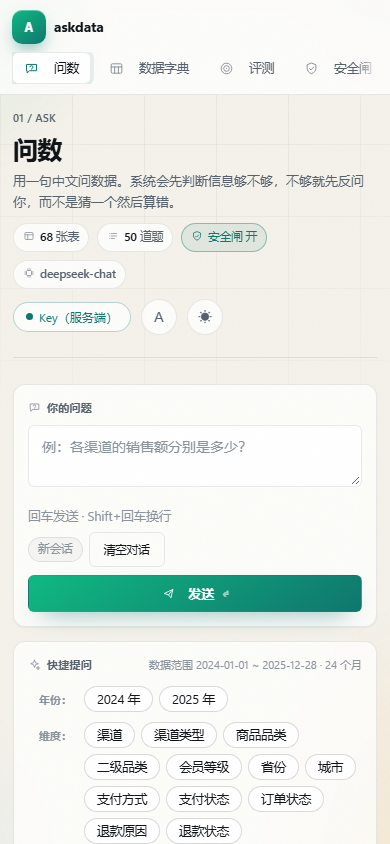 A askdata
问数 数据字典 评测 安全闸
01 / ASK
问数
用一句中文问数据。系统会先判断信息够不够，不够就先反问
你，而不是猜一个然后算错。
68 张表 50 道题 安全闸 开
deepseek-chat
Key（服务端） A
你的问题
例：各渠道的销售额分别是多少？
回车发送 · Shift+回车换行
新会话 清空对话
发送
快捷提问 数据范围 2024-01-01 ~ 2025-12-28 · 24 个月
年份： 2024 年 2025 年
维度： 渠道 渠道类型 商品品类
二级品类 会员等级 省份 城市
支付方式 支付状态 订单状态
退款原因 退款状态